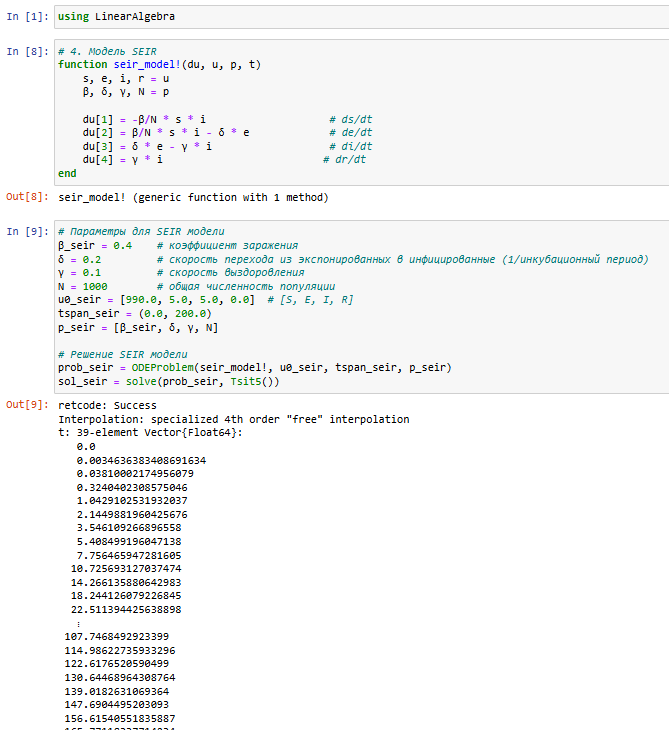 In [1]: using LinearAlgebra
In [8]: # 4. Модель SEIR
function seir_model!(du, u, p, t)
s, e, i, r = u
β, δ, γ, N = p
du[1] = -β/N * s * i # ds/dt
du[2] = β/N * s * i - δ * e # de/dt
du[3] = δ * e - γ * i # di/dt
du[4] = γ * i # dr/dt
end
Out[8]: seir_model! (generic function with 1 method)
In [9]: # Параметры для SEIR модели
β_seir = 0.4 # коэффициент заражения
δ = 0.2 # скорость перехода из экспонированных в инфицированные (1/инкубационный период)
γ = 0.1 # скорость выздоровления
N = 1000 # общая численность популяции
u0_seir = [990.0, 5.0, 5.0, 0.0] # [S, E, I, R]
tspan_seir = (0.0, 200.0)
p_seir = [β_seir, δ, γ, N]
# Решение SEIR модели
prob_seir = ODEProblem(seir_model!, u0_seir, tspan_seir, p_seir)
sol_seir = solve(prob_seir, Tsit5())
Out[9]: retcode: Success
Interpolation: specialized 4th order "free" interpolation
t: 39-element Vector{Float64}:
0.0
0.0034636383408691634
0.03810002174956079
0.3240402308575046
1.0429102531932037
2.1449881960425676
3.546109266896558
5.408499196047138
7.756465947281605
10.725693127037474
14.266135880642983
18.244126079226845
22.511394425638898
⋮
107.7468492923399
114.98622735933296
122.6176520590499
130.64468964308764
139.0182631069364
147.6904495203093
156.61540551835887